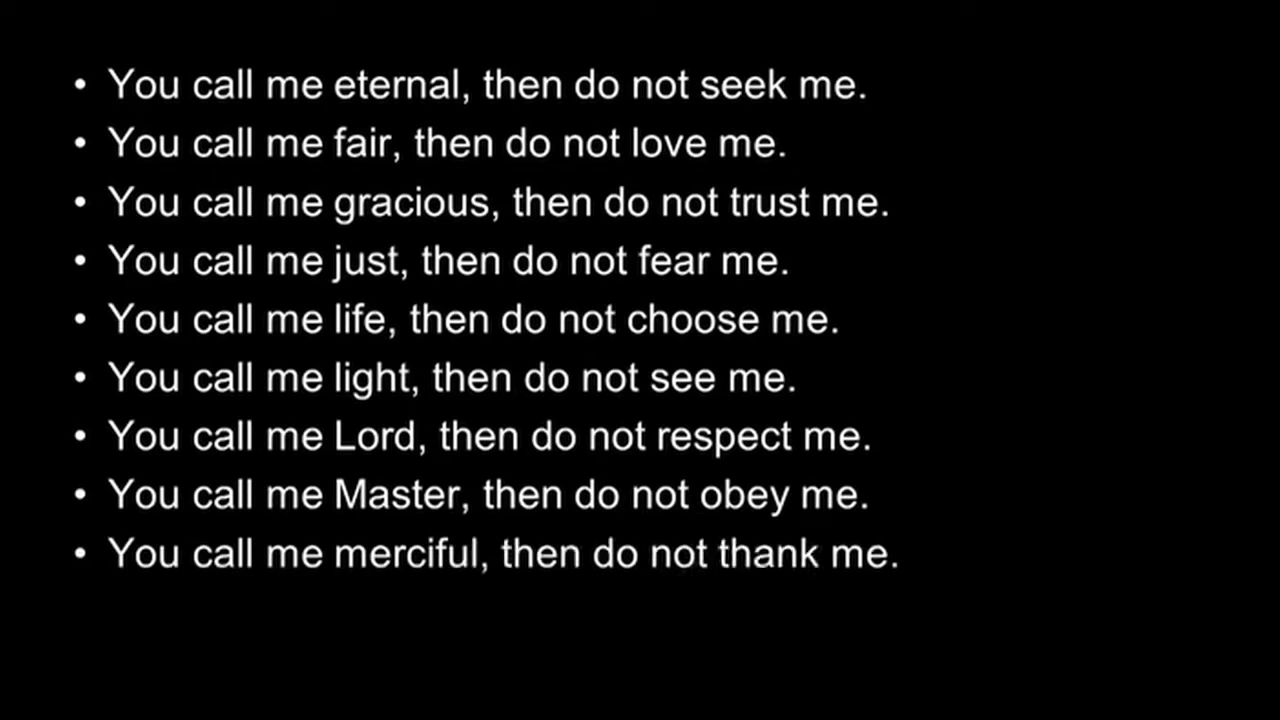 • You call me eternal, then do not seek me.
• You call me fair, then do not love me.
• You call me gracious, then do not trust me.
• You call me just, then do not fear me.
• You call me life, then do not choose me.
• You call me light, then do not see me.
• You call me Lord, then do not respect me.
• You call me Master, then do not obey me.
• You call me merciful, then do not thank me.